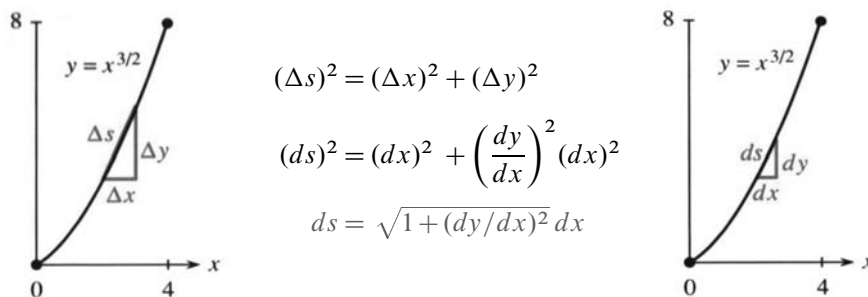 8
y = x^{3/2}
Δs
Δy
Δx
0
4
x
(Δs)² = (Δx)² + (Δy)²
(ds)² = (dx)² + (dy/dx)² (dx)²
ds = √(1 + (dy/dx)²) dx
8
y = x^{3/2}
ds
dy
dx
0
4
x